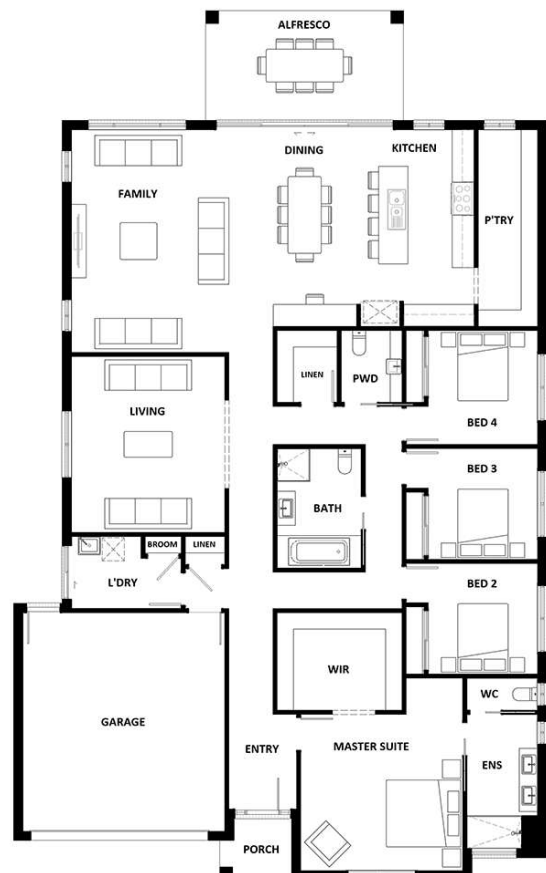 ALFRESCO
DINING
KITCHEN
FAMILY
P'TRY
LINEN
PWD
LIVING
BED 4
BED 3
BATH
BROOM
LINEN
L'DRY
BED 2
WIR
WC
GARAGE
ENTRY
MASTER SUITE
ENS
PORCH